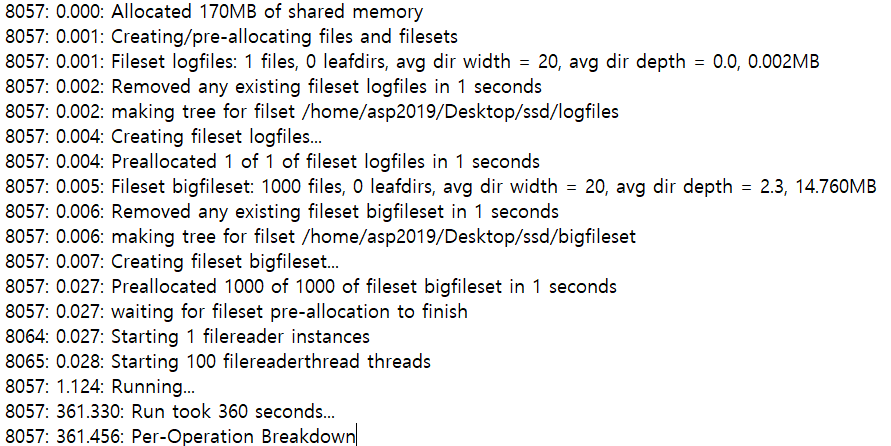 8057: 0.000: Allocated 170MB of shared memory
8057: 0.001: Creating/pre-allocating files and filesets
8057: 0.001: Fileset logfiles: 1 files, 0 leafdirs, avg dir width = 20, avg dir depth = 0.0, 0.002MB
8057: 0.002: Removed any existing fileset logfiles in 1 seconds
8057: 0.002: making tree for filset /home/asp2019/Desktop/ssd/logfiles
8057: 0.004: Creating fileset logfiles...
8057: 0.004: Preallocated 1 of 1 of fileset logfiles in 1 seconds
8057: 0.005: Fileset bigfileset: 1000 files, 0 leafdirs, avg dir width = 20, avg dir depth = 2.3, 14.760MB
8057: 0.006: Removed any existing fileset bigfileset in 1 seconds
8057: 0.006: making tree for filset /home/asp2019/Desktop/ssd/bigfileset
8057: 0.007: Creating fileset bigfileset...
8057: 0.027: Preallocated 1000 of 1000 of fileset bigfileset in 1 seconds
8057: 0.027: waiting for fileset pre-allocation to finish
8064: 0.027: Starting 1 filereader instances
8065: 0.028: Starting 100 filereaderthread threads
8057: 1.124: Running...
8057: 361.330: Run took 360 seconds...
8057: 361.456: Per-Operation Breakdown